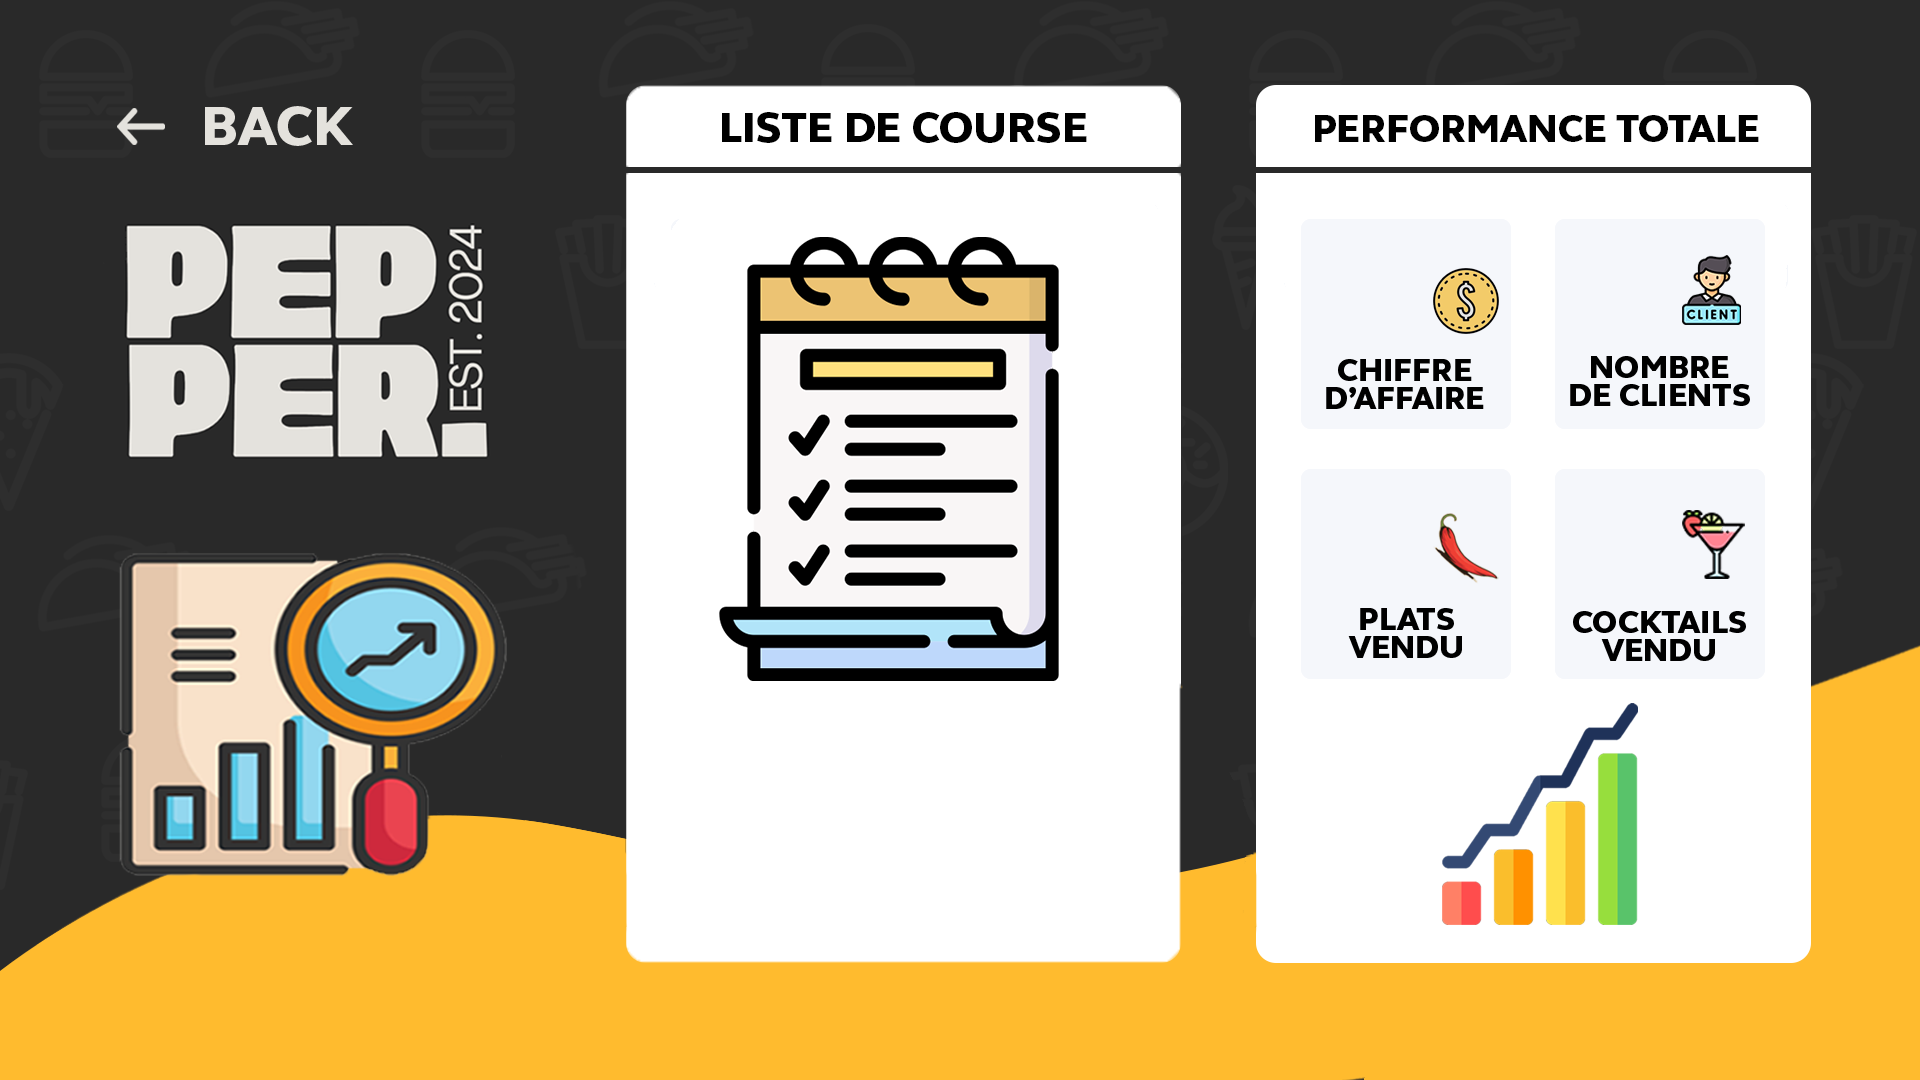 BACK
PEP
PER.
EST. 2024
LISTE DE COURSE
PERFORMANCE TOTALE
CHIFFRE
D’AFFAIRE
CLIENT
NOMBRE
DE CLIENTS
PLATS
VENDU
COCKTAILS
VENDU